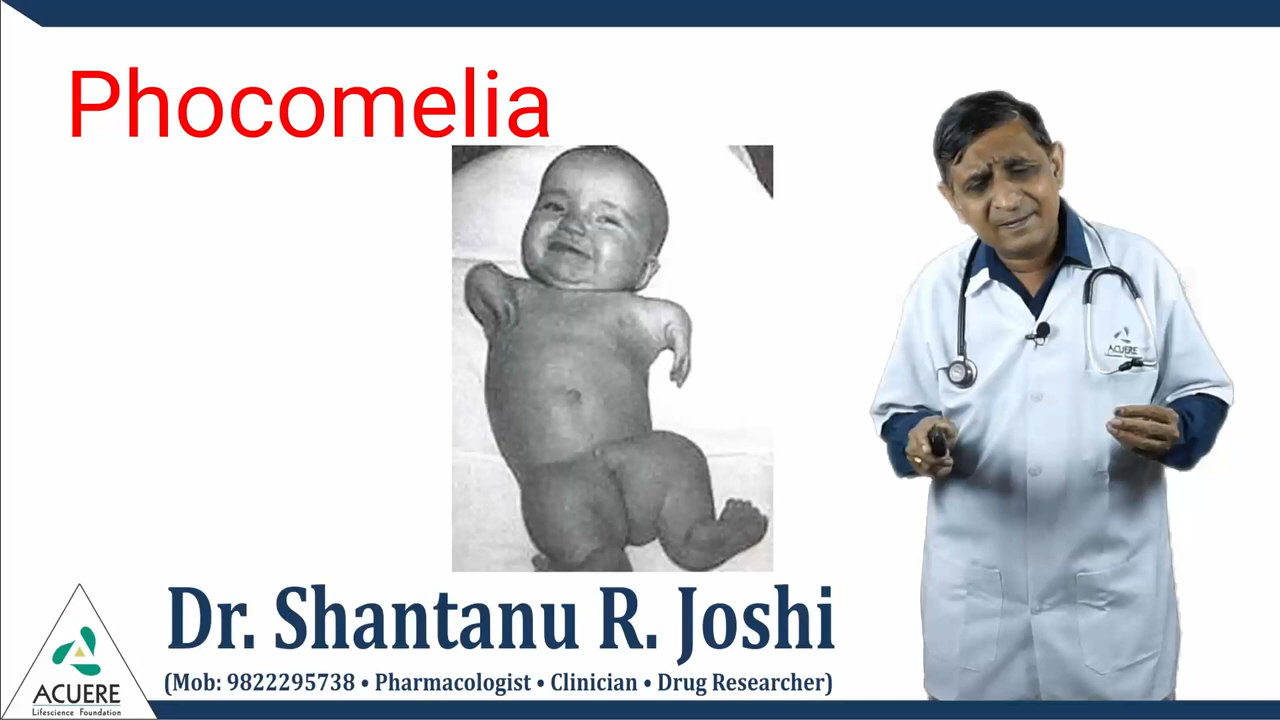 Phocomelia
ACUERE
Dr. Shantanu R. Joshi
(Mob: 9822295738 • Pharmacologist • Clinician • Drug Researcher)
ACUERE
Lifescience Foundation